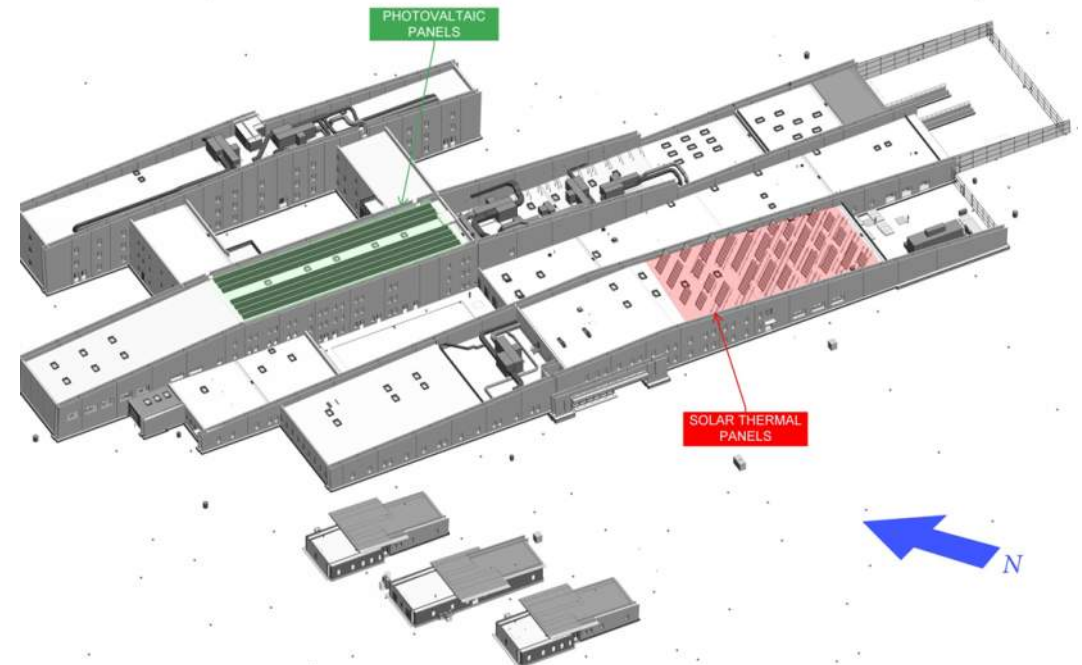 PHOTOVALTAIC
PANELS
SOLAR THERMAL
PANELS
N